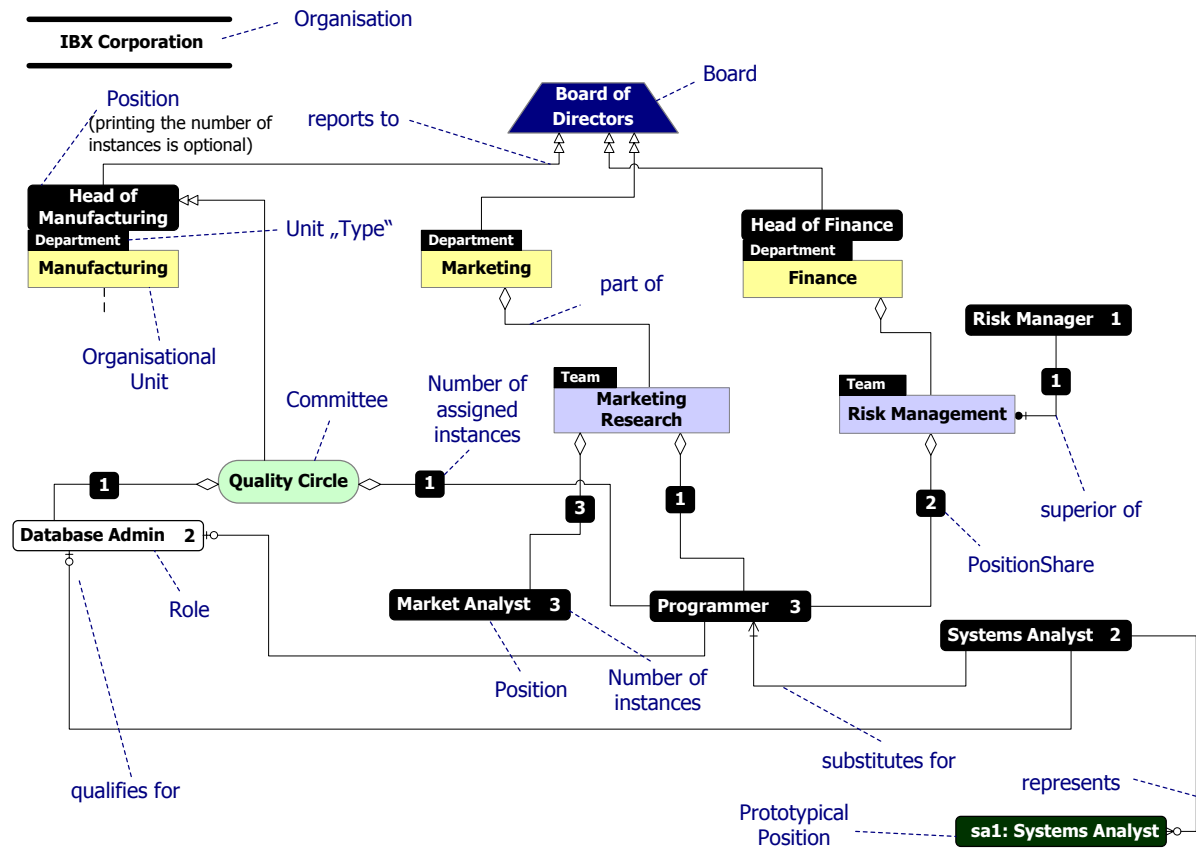 Organisation
IBX Corporation
Board
Position
(printing the number of
instances is optional)
reports to
Board of
Directors
Head of
Manufacturing
Department
Manufacturing
Unit „Type“
Department
Marketing
Head of Finance
Department
Finance
part of
Risk Manager 1
Organisational
Unit
Committee
Number of
assigned
instances
Team
Marketing
Research
Team
Risk Management
1
1
Quality Circle
1
3
1
2
superior of
Database Admin 2
PositionShare
Role
Market Analyst 3
Programmer 3
Systems Analyst 2
Position
Number of
instances
substitutes for
qualifies for
represents
Prototypical
Position
sa1: Systems Analyst